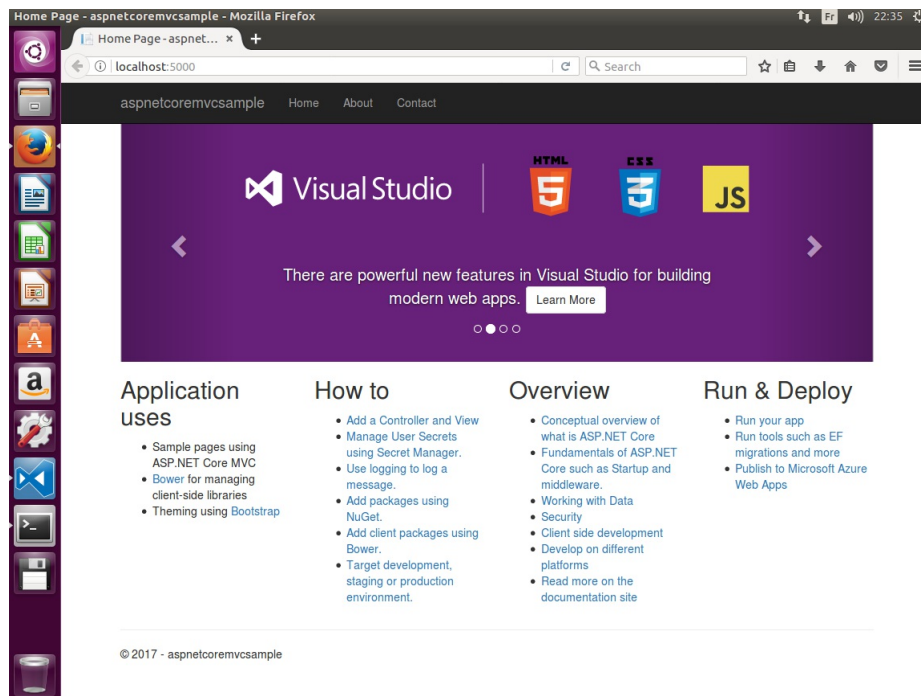 Home Page - aspnetcoremvcsample - Mozilla Firefox
Fr
22:35
Home Page - aspnet...
localhost:5000
Search
aspnetcoremvcsample
Home
About
Contact
Visual Studio
HTML
5
CSS
3
JS
There are powerful new features in Visual Studio for building
modern web apps.
Learn More
Application
uses
Sample pages using
ASP.NET Core MVC
Bower for managing
client-side libraries
Theming using Bootstrap
How to
Add a Controller and View
Manage User Secrets
using Secret Manager.
Use logging to log a
message.
Add packages using
NuGet.
Add client packages using
Bower.
Target development,
staging or production
environment.
Overview
Conceptual overview of
what is ASP.NET Core
Fundamentals of ASP.NET
Core such as Startup and
middleware.
Working with Data
Security
Client side development
Develop on different
platforms
Read more on the
documentation site
Run & Deploy
Run your app
Run tools such as EF
migrations and more
Publish to Microsoft Azure
Web Apps
© 2017 - aspnetcoremvcsample